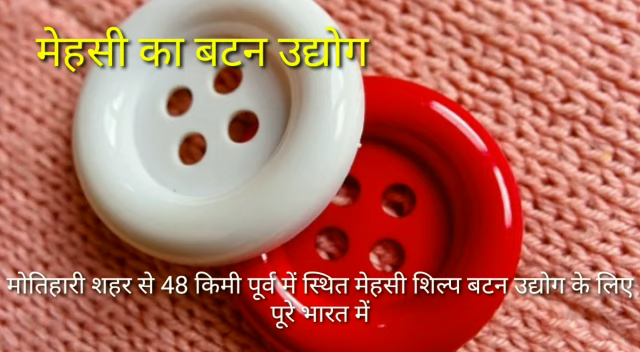 मेहसी का बटन उद्योग
मोतिहारी शहर से 48 किमी पूर्व में स्थित मेहसी शिल्प बटन उद्योग के लिए
पूरे भारत में